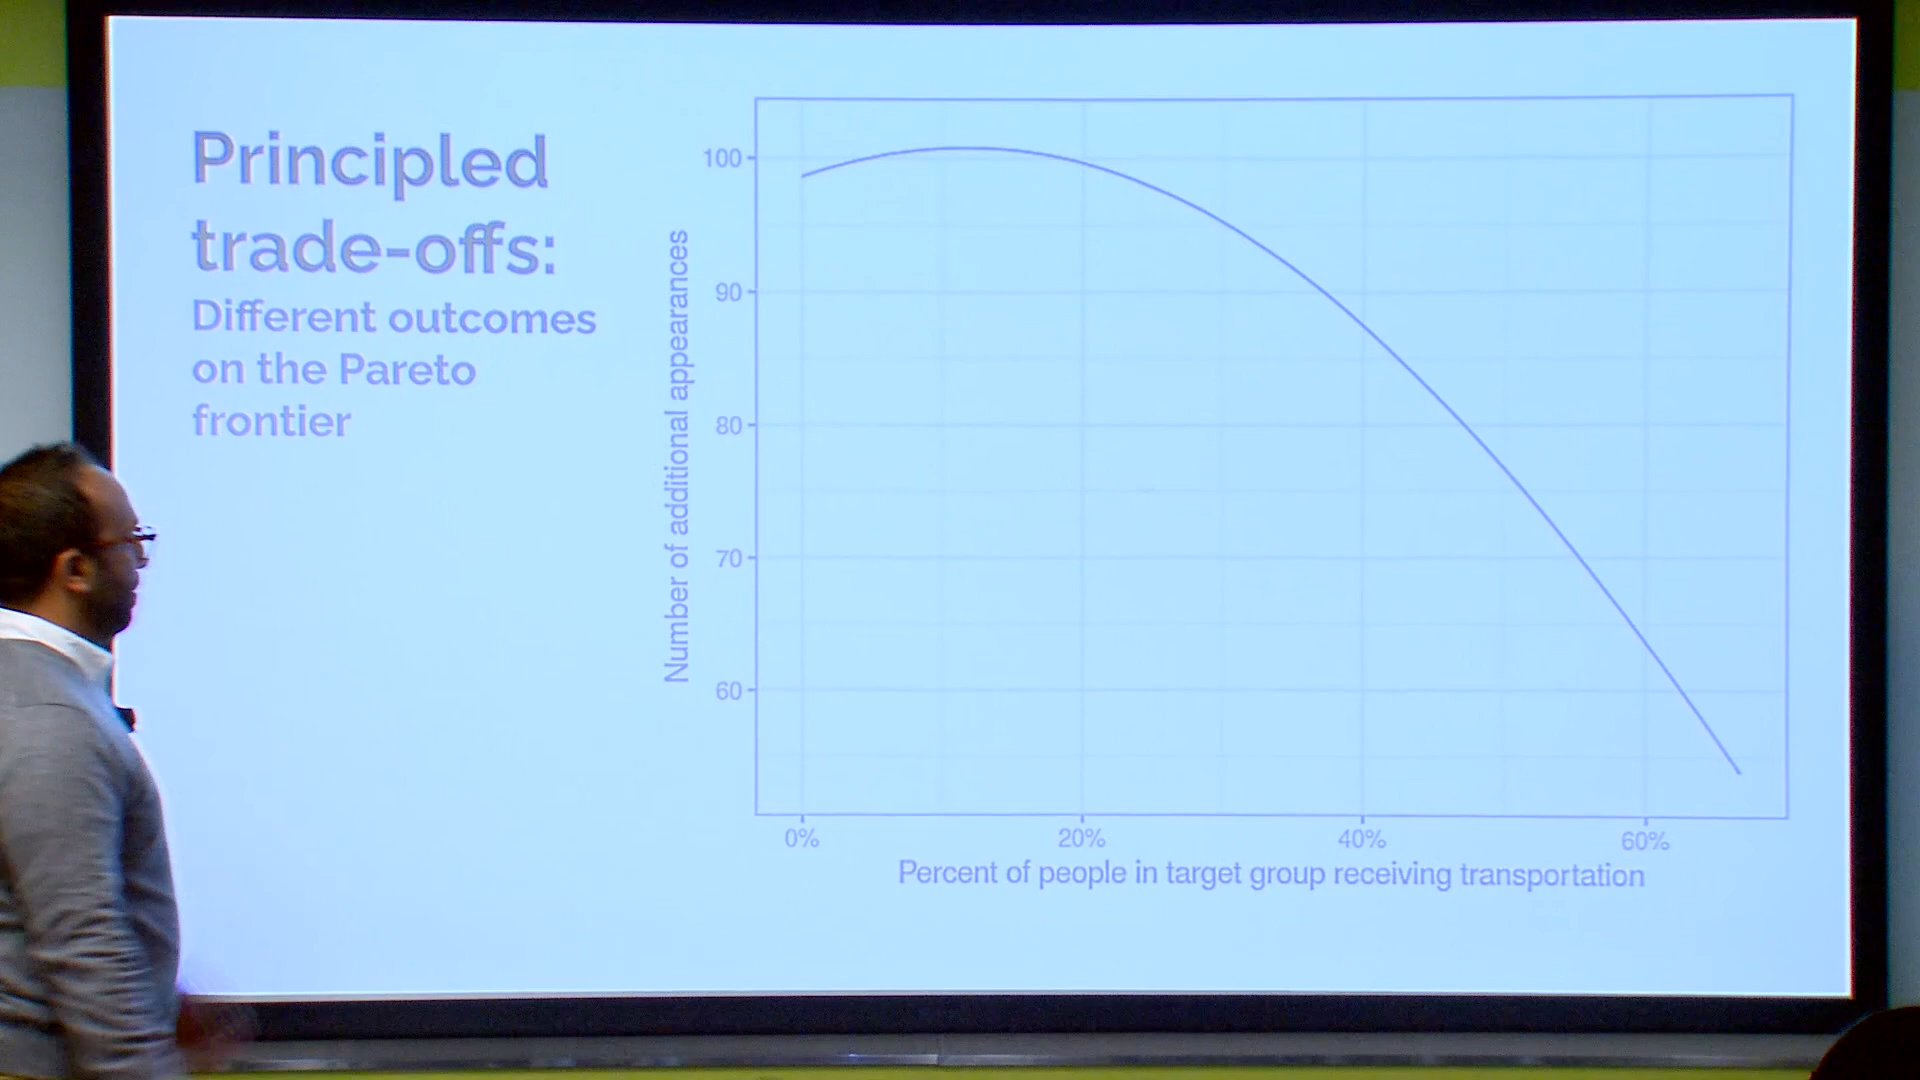 Principled
trade-offs:
Different outcomes
on the Pareto
frontier
Number of additional appearances
100
90
80
70
60
0%
20%
40%
60%
Percent of people in target group receiving transportation